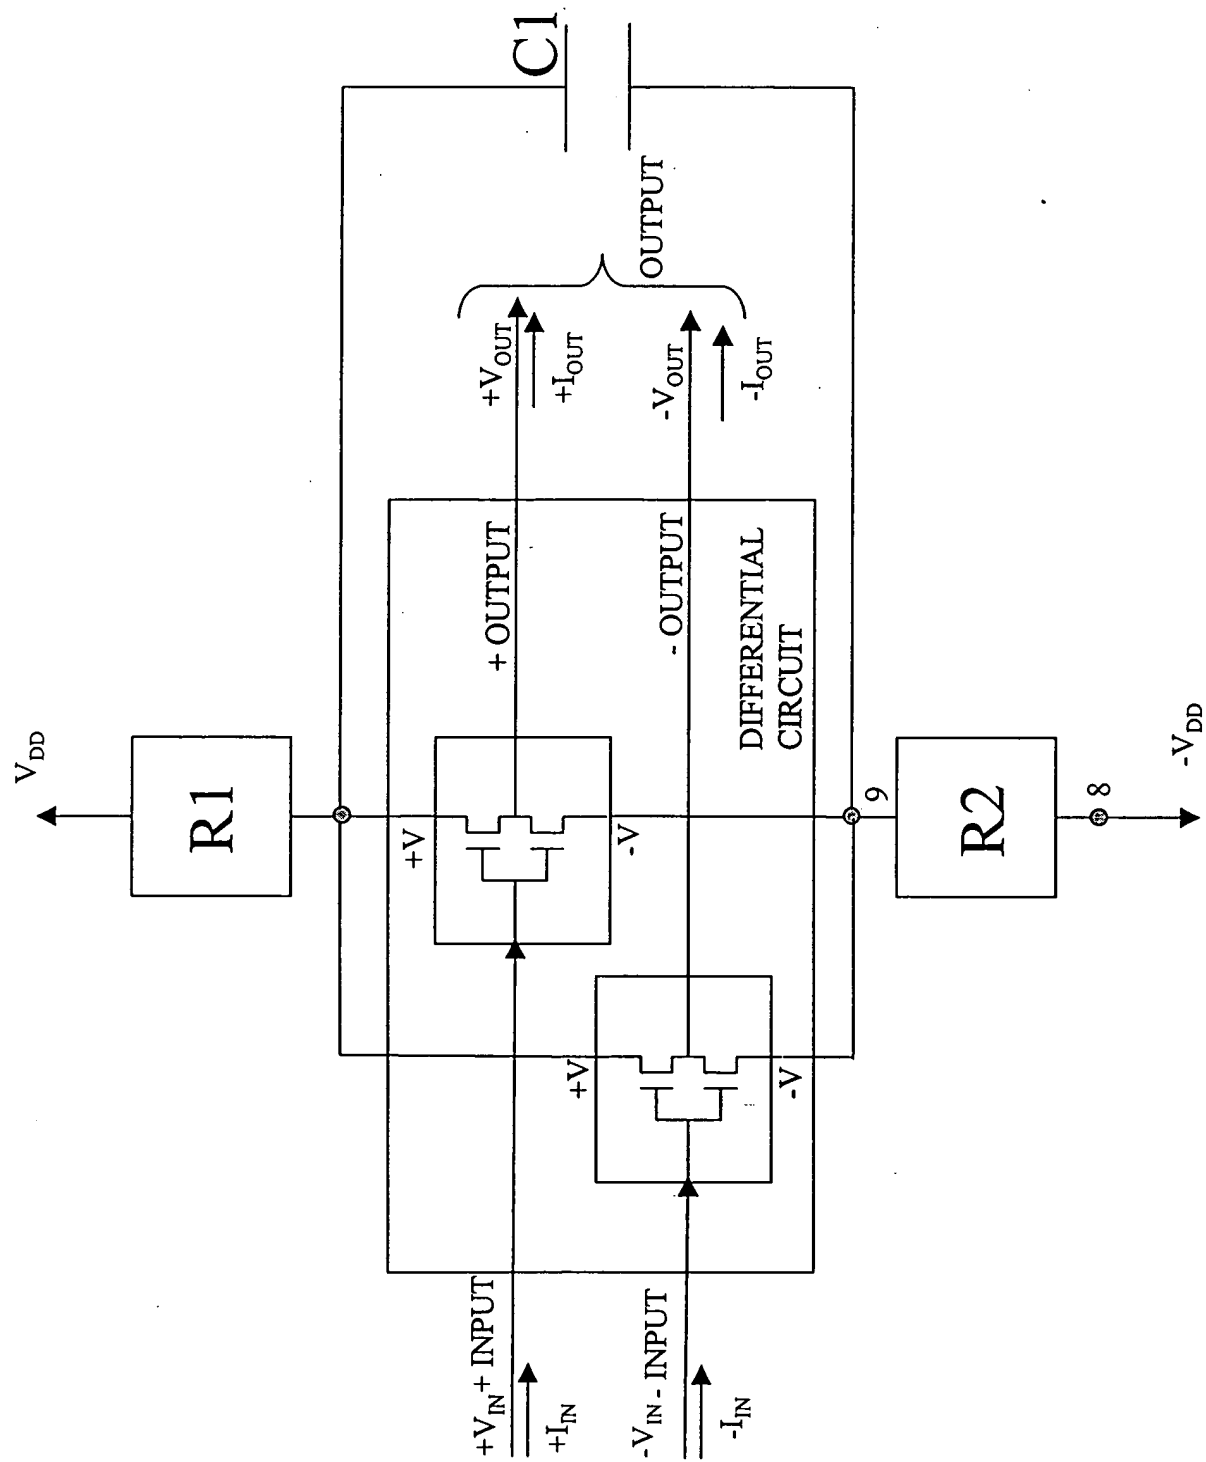 V_DD
R1
C1
+V
-V
+ OUTPUT
+V_OUT
+I_OUT
OUTPUT
+V_IN + INPUT
+I_IN
+V
-V
- OUTPUT
-V_OUT
-I_OUT
-V_IN - INPUT
-I_IN
DIFFERENTIAL
CIRCUIT
9
R2
8
-V_DD